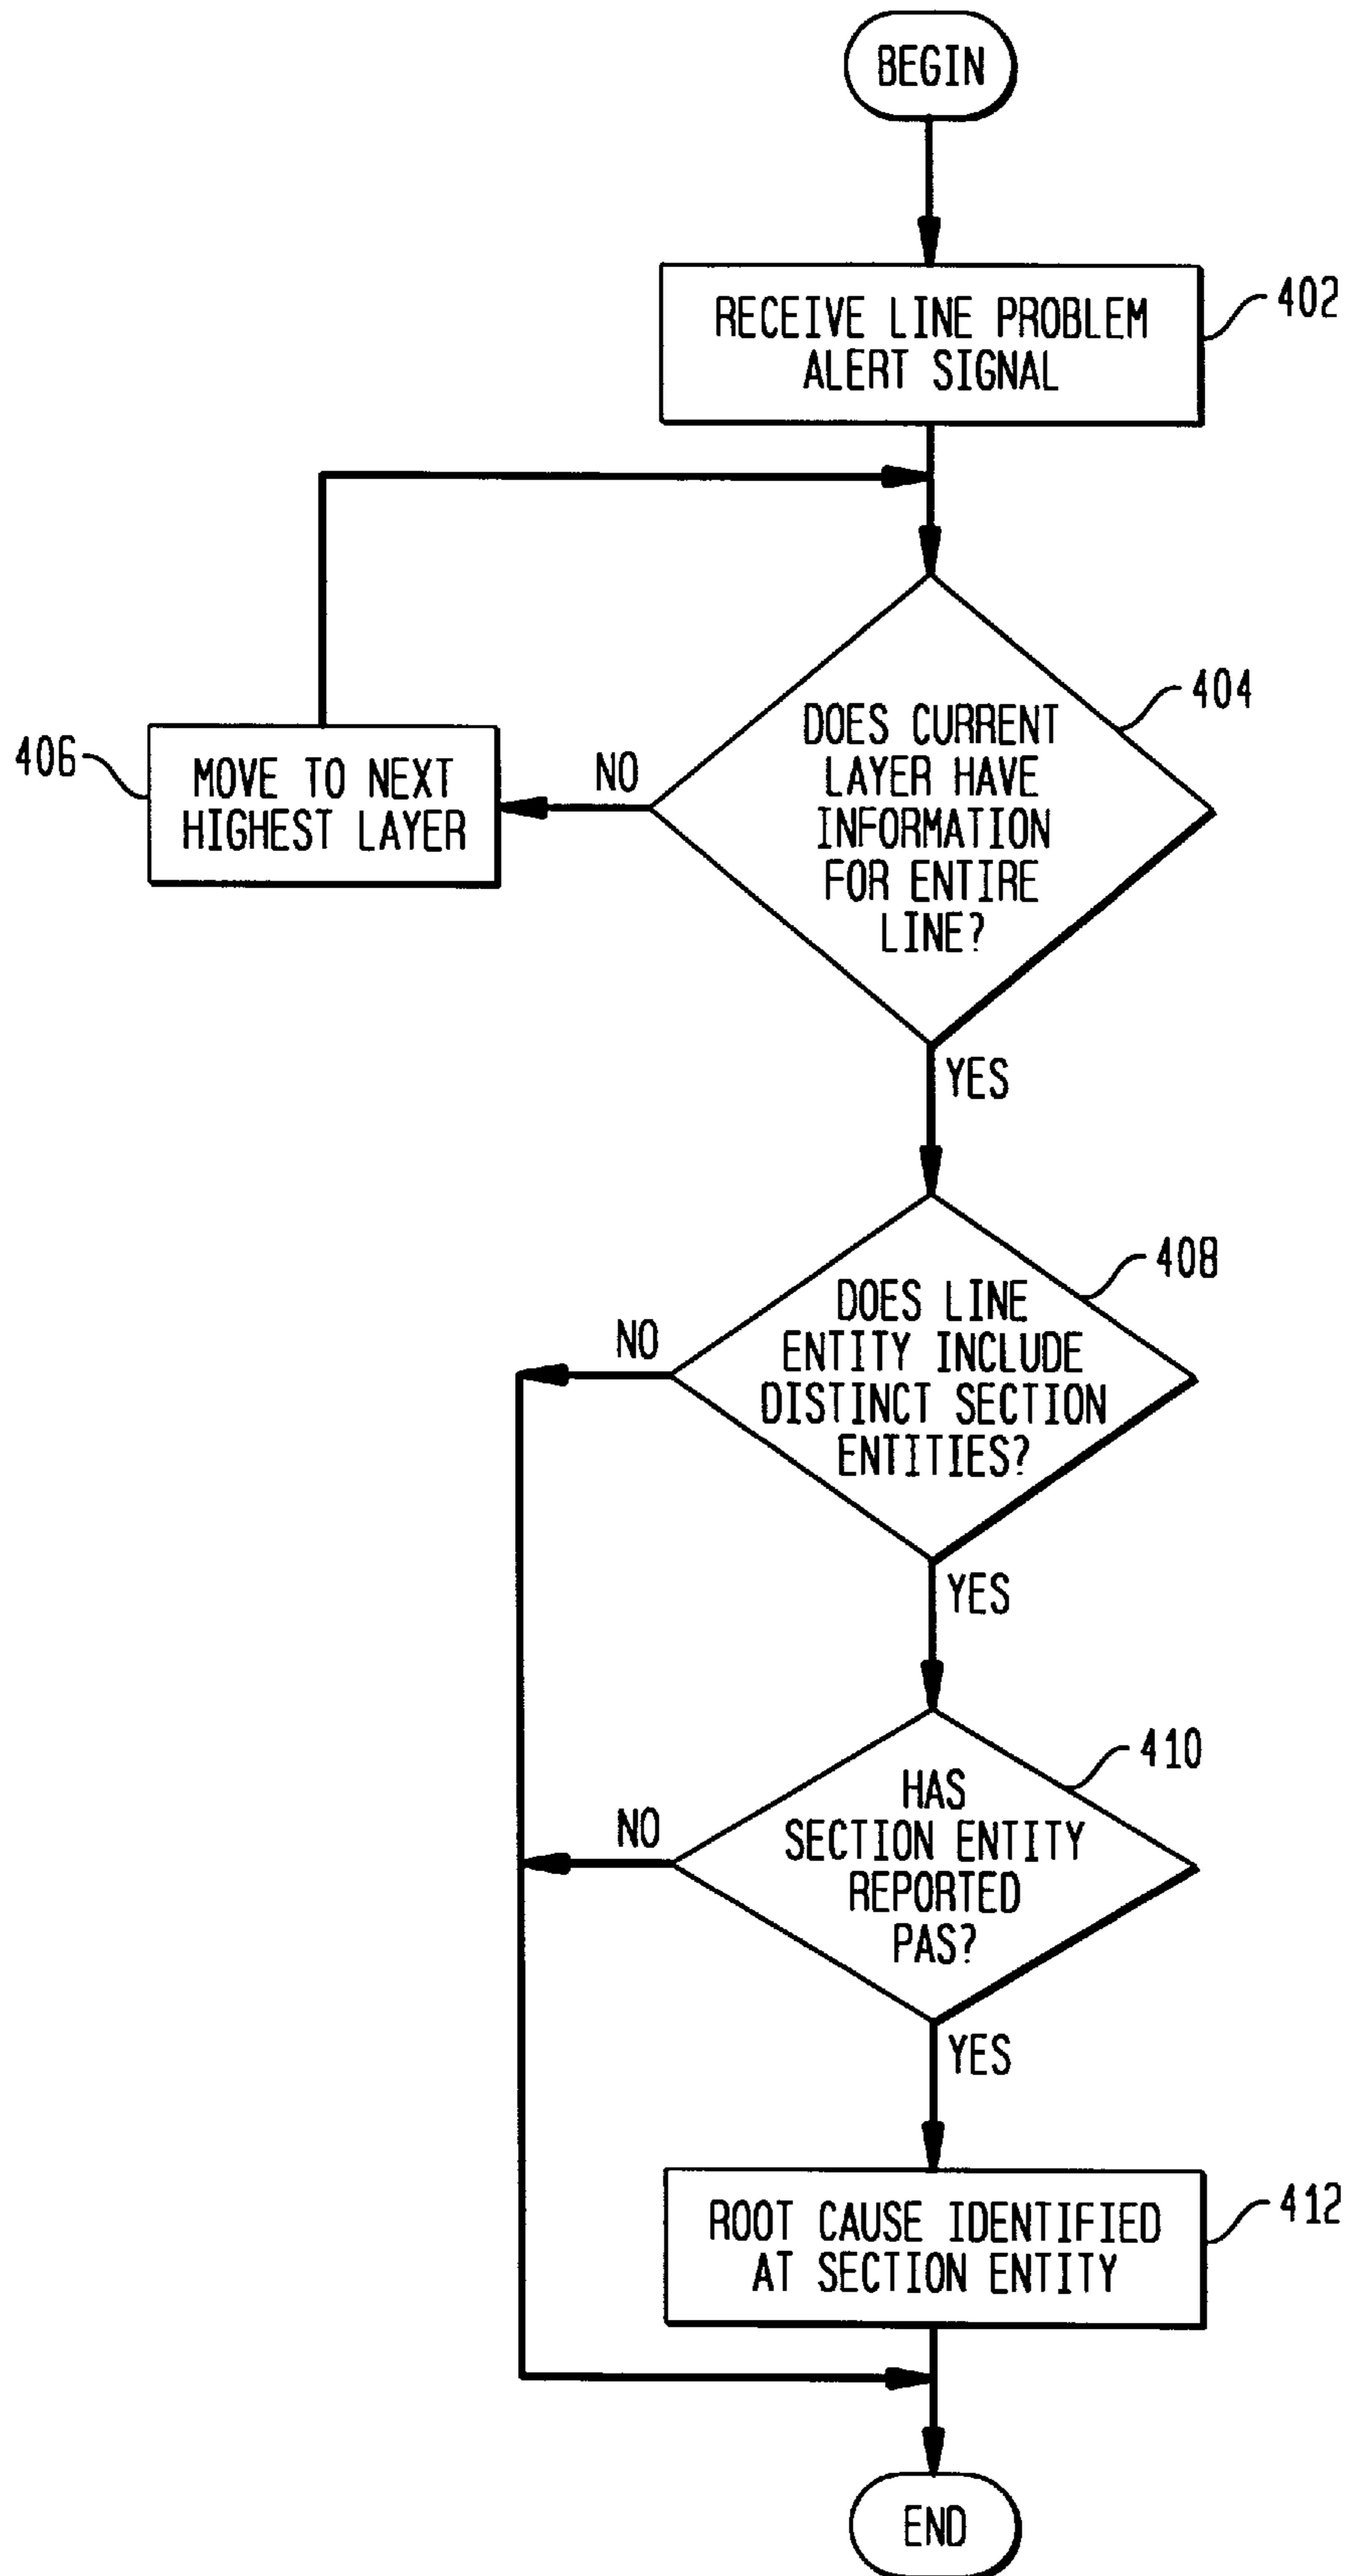 BEGIN
RECEIVE LINE PROBLEM
ALERT SIGNAL
402
DOES CURRENT
LAYER HAVE
INFORMATION
FOR ENTIRE
LINE?
404
NO
406
MOVE TO NEXT
HIGHEST LAYER
YES
DOES LINE
ENTITY INCLUDE
DISTINCT SECTION
ENTITIES?
408
NO
YES
HAS
SECTION ENTITY
REPORTED
PAS?
410
NO
YES
ROOT CAUSE IDENTIFIED
AT SECTION ENTITY
412
END